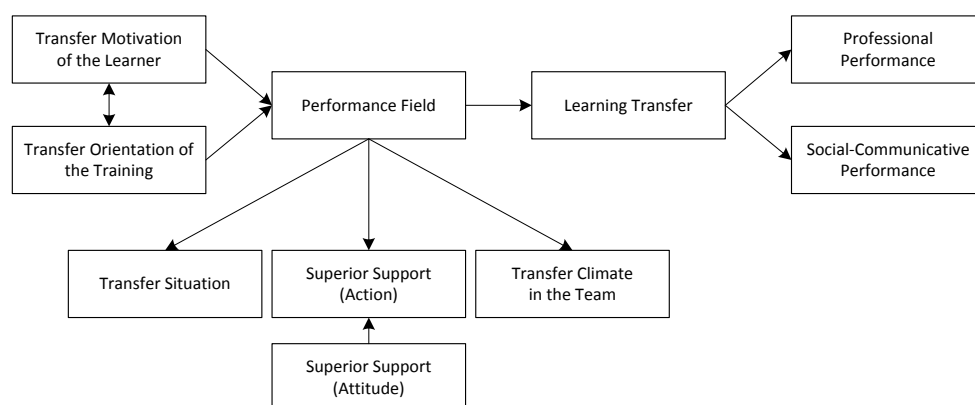 Transfer Motivation
of the Learner
Transfer Orientation of
the Training
Performance Field
Learning Transfer
Professional
Performance
Social-Communicative
Performance
Transfer Situation
Superior Support
(Action)
Transfer Climate
in the Team
Superior Support
(Attitude)